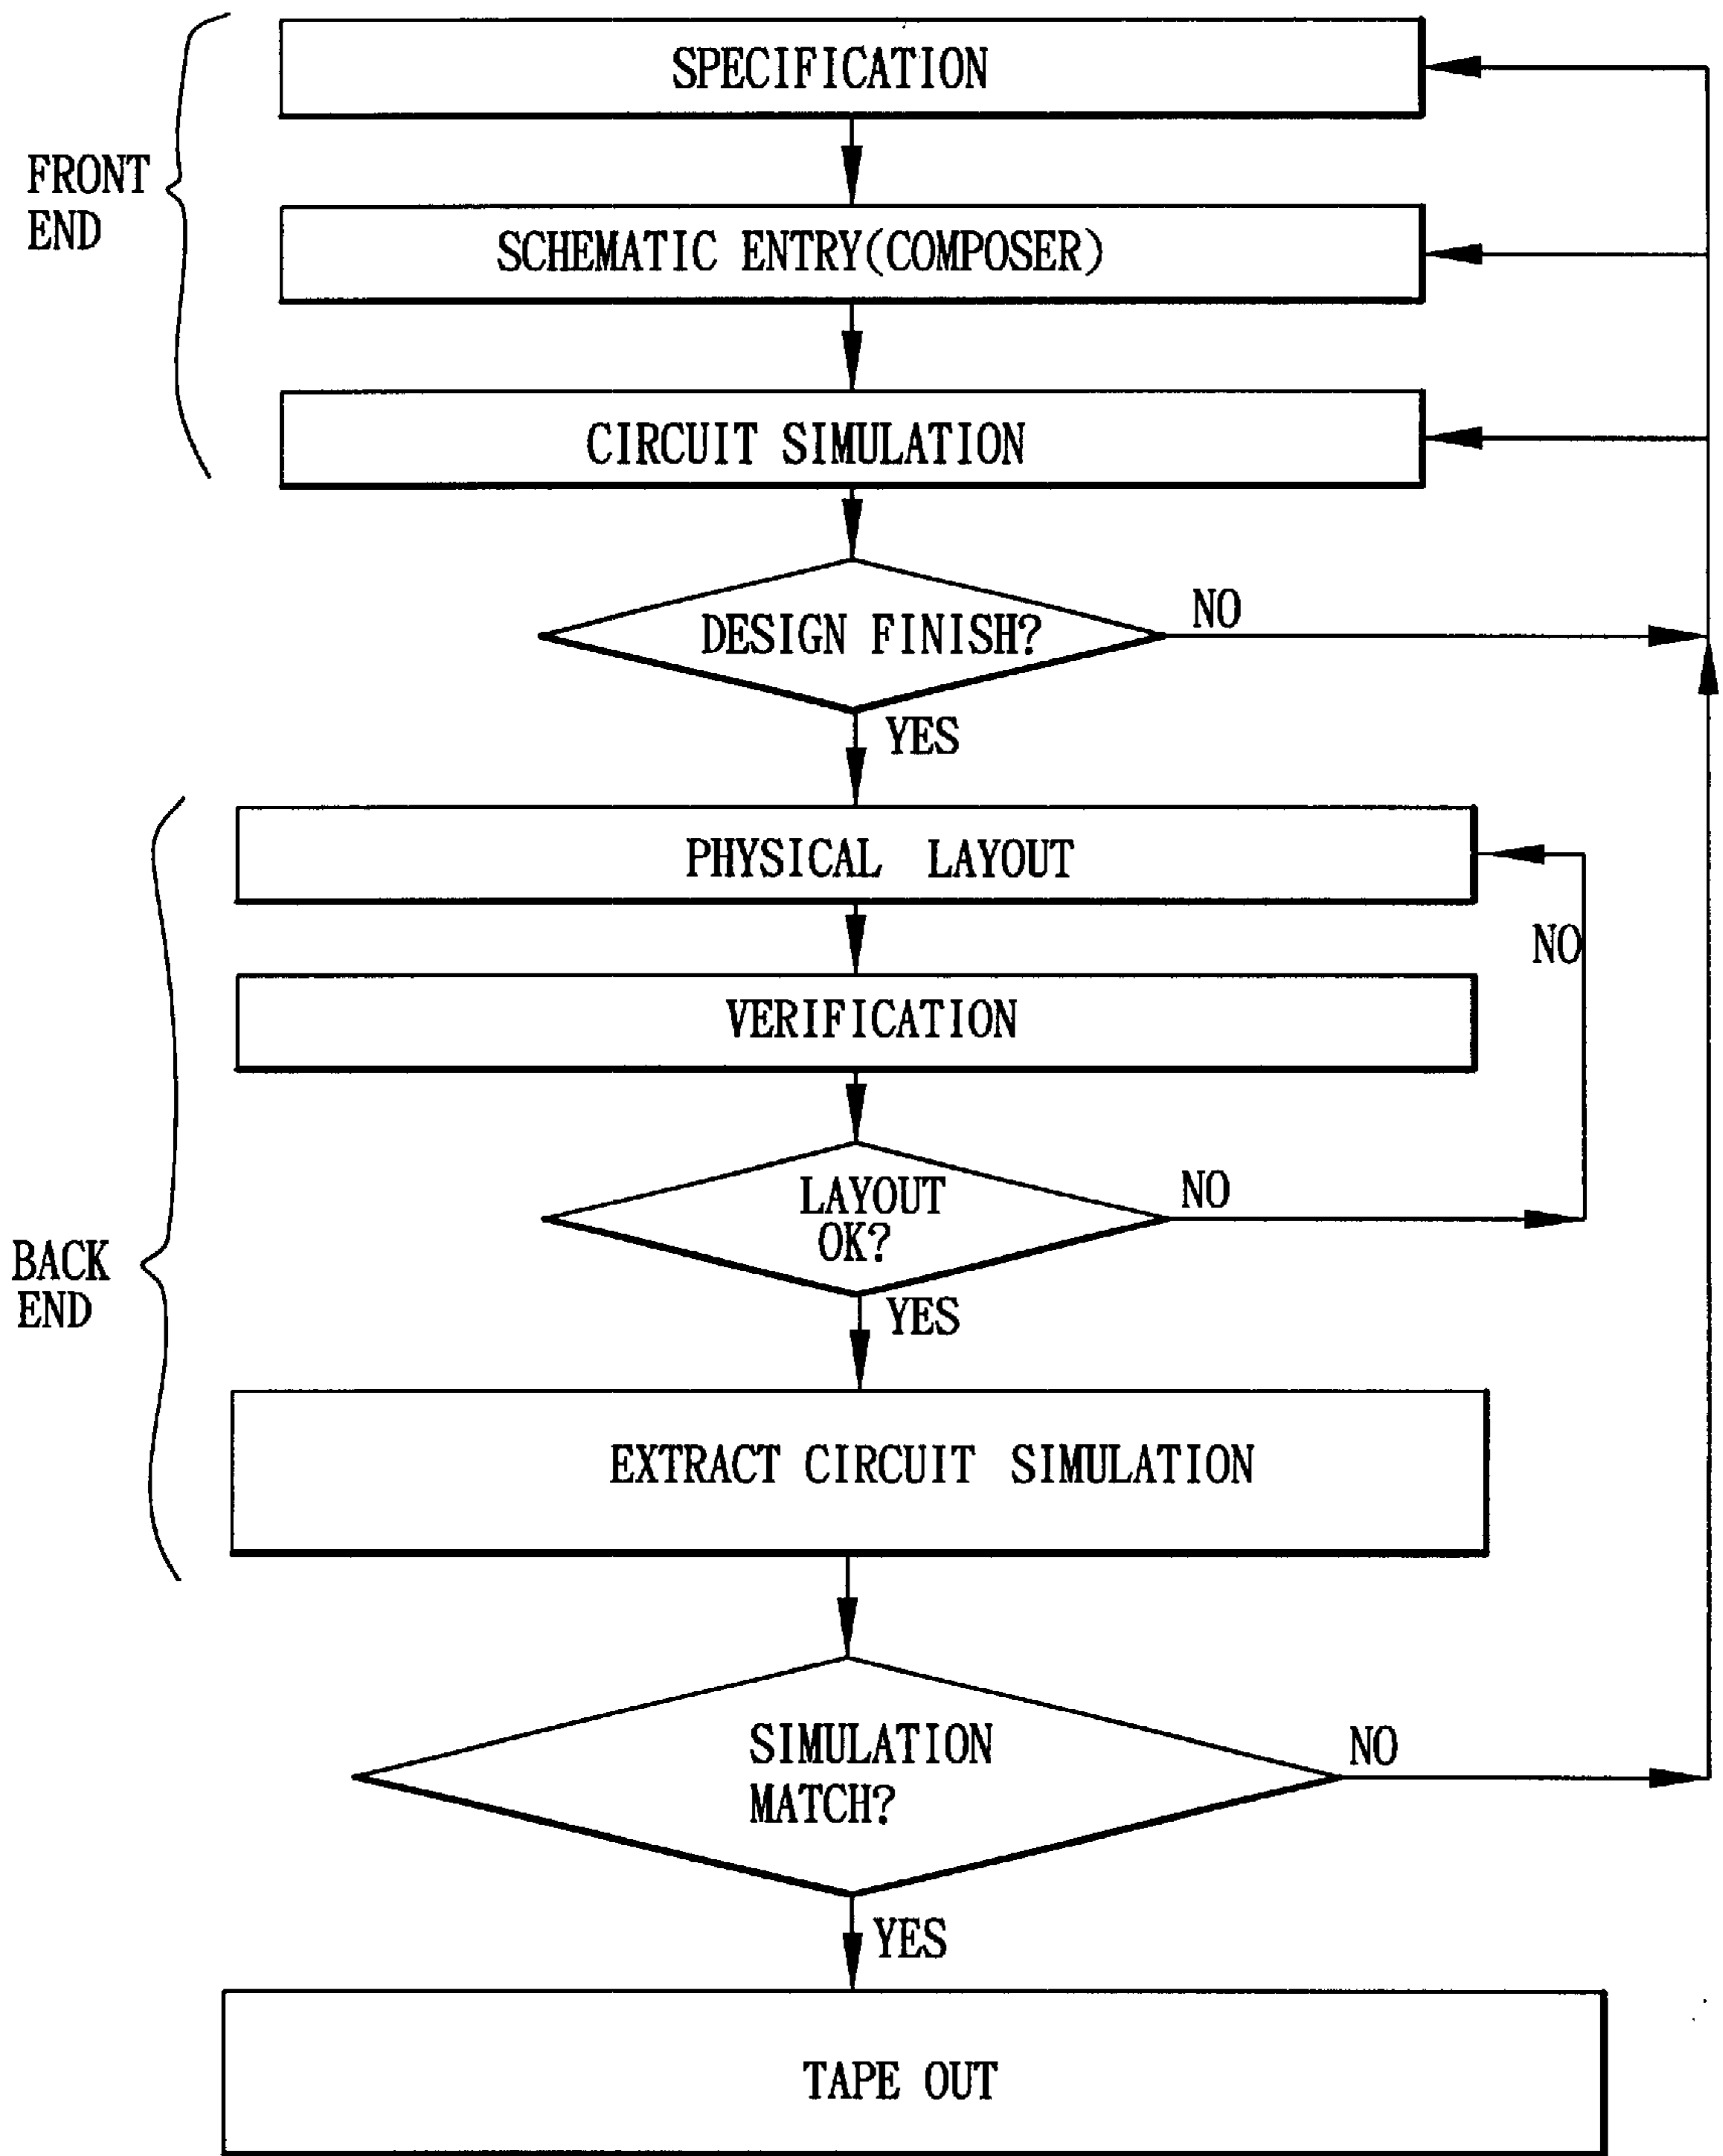 SPECIFICATION
FRONT
END
SCHEMATIC ENTRY(COMPOSER)
CIRCUIT SIMULATION
DESIGN FINISH?
NO
YES
PHYSICAL LAYOUT
NO
VERIFICATION
LAYOUT
OK?
NO
BACK
END
YES
EXTRACT CIRCUIT SIMULATION
SIMULATION
MATCH?
NO
YES
TAPE OUT